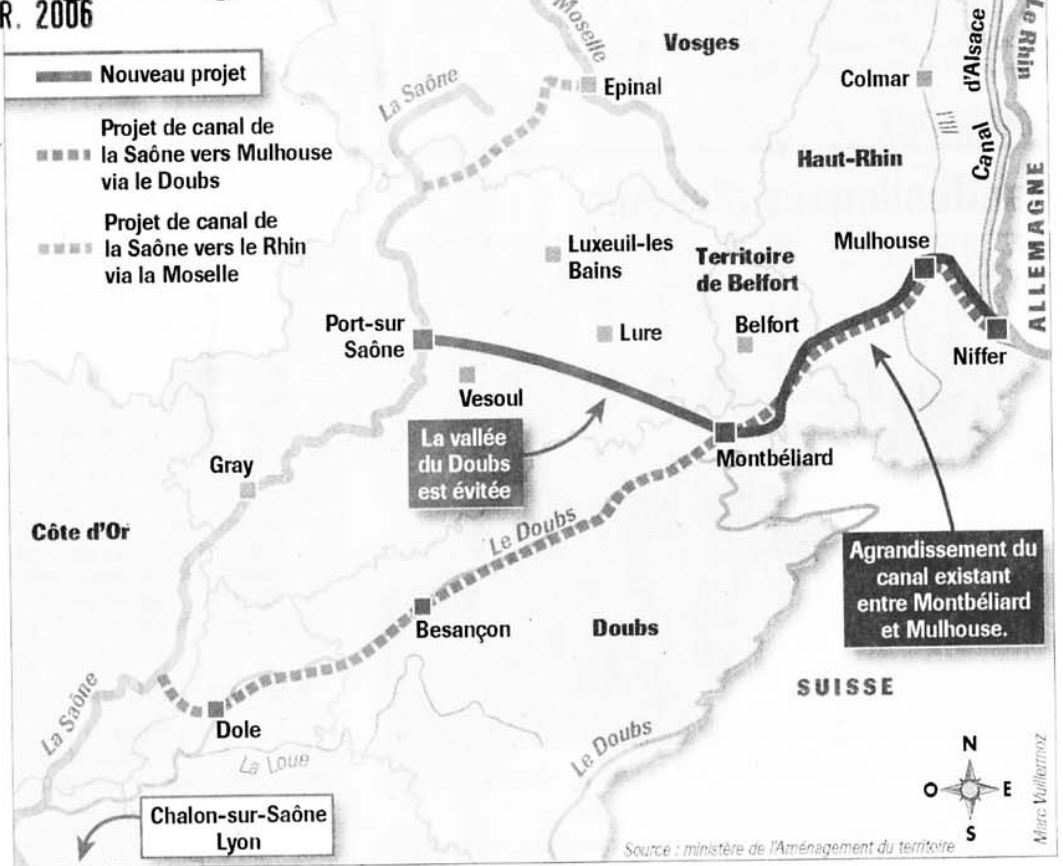 R. 2006
Nouveau projet
Projet de canal de
la Saône vers Mulhouse
via le Doubs
Projet de canal de
la Saône vers le Rhin
via la Moselle
Moselle
Vosges
Epinal
La Saône
Colmar
l'Ill
Canal d'Alsace
Le Rhin
Haut-Rhin
ALLEMAGNE
Luxeuil-les
Bains
Territoire
de Belfort
Mulhouse
Port-sur
Saône
Lure
Belfort
Niffer
Vesoul
La vallée
du Doubs
est évitée
Montbéliard
Gray
Côte d'Or
Le Doubs
Agrandissement du
canal existant
entre Montbéliard
et Mulhouse.
Besançon
Doubs
SUISSE
La Saône
Dole
La Loue
Le Doubs
N
O
E
S
Chalon-sur-Saône
Lyon
Marc Vuillermoz
Source : ministère de l'Aménagement du territoire